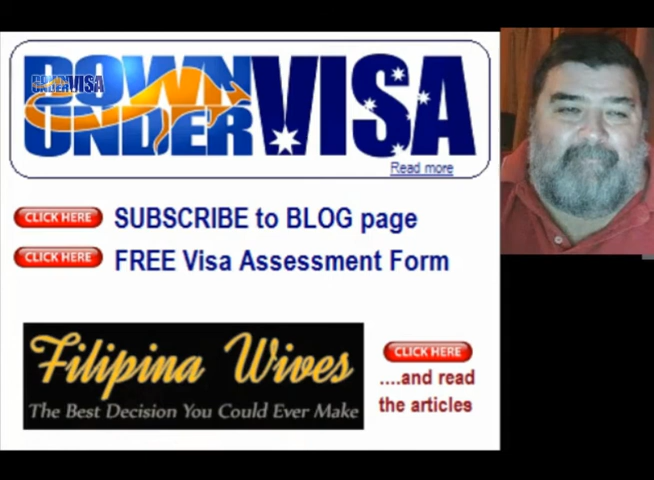 DOWN
UNDER VISA
DOWN
UNDER VISA
Read more
CLICK HERE SUBSCRIBE to BLOG page
CLICK HERE FREE Visa Assessment Form
Filipina Wives
The Best Decision You Could Ever Make
CLICK HERE
....and read
the articles